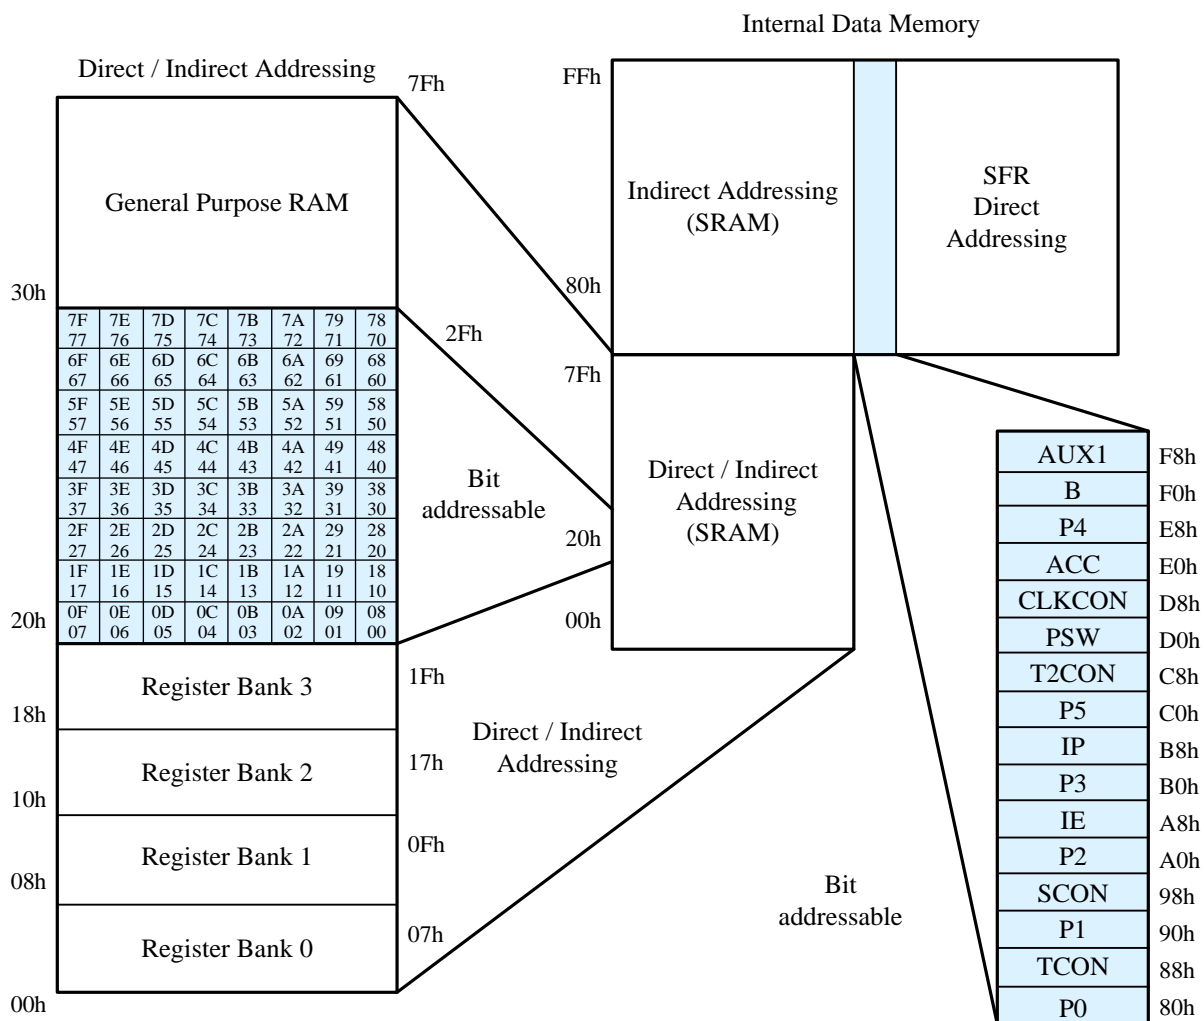 Internal Data Memory
Direct / Indirect Addressing
7Fh
General Purpose RAM
30h
7F 7E 7D 7C 7B 7A 79 78
77 76 75 74 73 72 71 70
6F 6E 6D 6C 6B 6A 69 68
67 66 65 64 63 62 61 60
5F 5E 5D 5C 5B 5A 59 58
57 56 55 54 53 52 51 50
4F 4E 4D 4C 4B 4A 49 48
47 46 45 44 43 42 41 40
3F 3E 3D 3C 3B 3A 39 38
37 36 35 34 33 32 31 30
2F 2E 2D 2C 2B 2A 29 28
27 26 25 24 23 22 21 20
1F 1E 1D 1C 1B 1A 19 18
17 16 15 14 13 12 11 10
0F 0E 0D 0C 0B 0A 09 08
07 06 05 04 03 02 01 00
20h
2Fh
Bit
addressable
Register Bank 3
1Fh
18h
Register Bank 2
17h
10h
Register Bank 1
0Fh
08h
Register Bank 0
07h
00h
Direct / Indirect
Addressing
FFh
Indirect Addressing
(SRAM)
80h
SFR
Direct
Addressing
7Fh
Direct / Indirect
Addressing
(SRAM)
20h
00h
Bit
addressable
AUX1 F8h
B F0h
P4 E8h
ACC E0h
CLKCON D8h
PSW D0h
T2CON C8h
P5 C0h
IP B8h
P3 B0h
IE A8h
P2 A0h
SCON 98h
P1 90h
TCON 88h
P0 80h